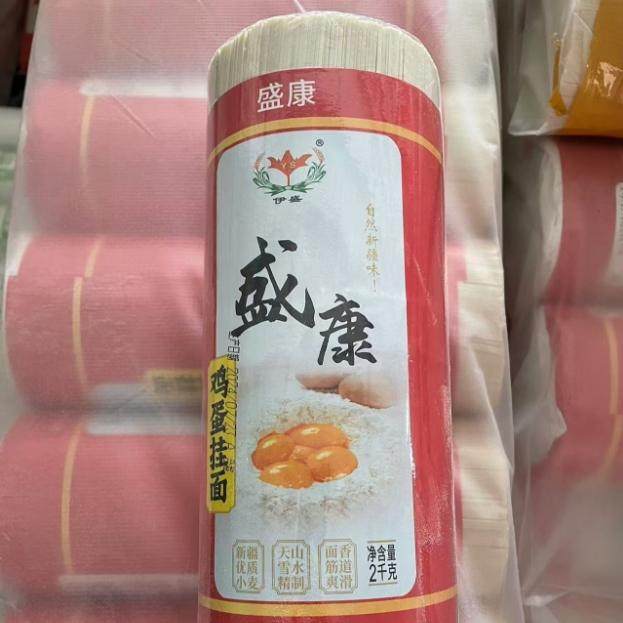 盛康
YS
®
伊盛
自然新疆味！
盛康
鸡蛋挂面
新疆
优质
小麦
天山
雪水
精制
面香
筋道
爽滑
净含量
2千克